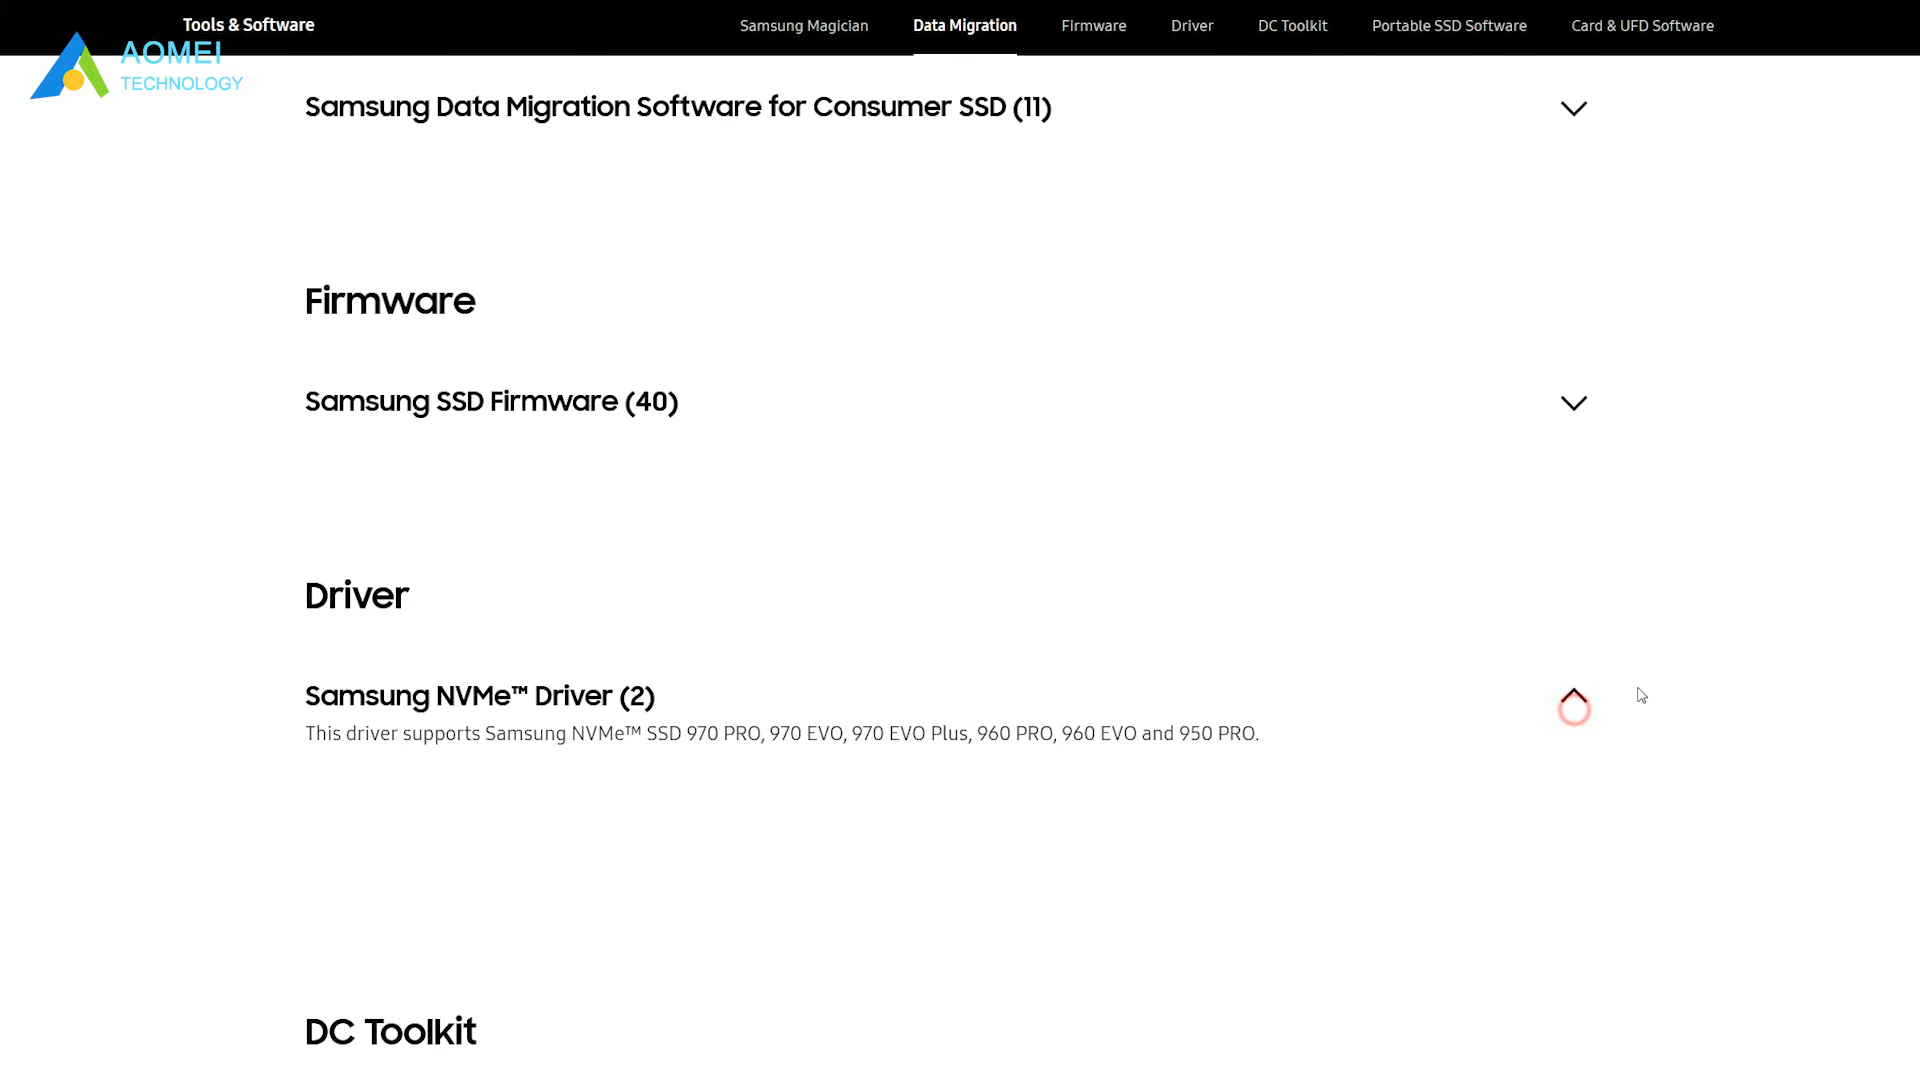 Tools & Software
Samsung Magician
Data Migration
Firmware
Driver
DC Toolkit
Portable SSD Software
Card & UFD Software
AOMEI
TECHNOLOGY
Samsung Data Migration Software for Consumer SSD (11)
Firmware
Samsung SSD Firmware (40)
Driver
Samsung NVMe™ Driver (2)
This driver supports Samsung NVMe™ SSD 970 PRO, 970 EVO, 970 EVO Plus, 960 PRO, 960 EVO and 950 PRO.
DC Toolkit